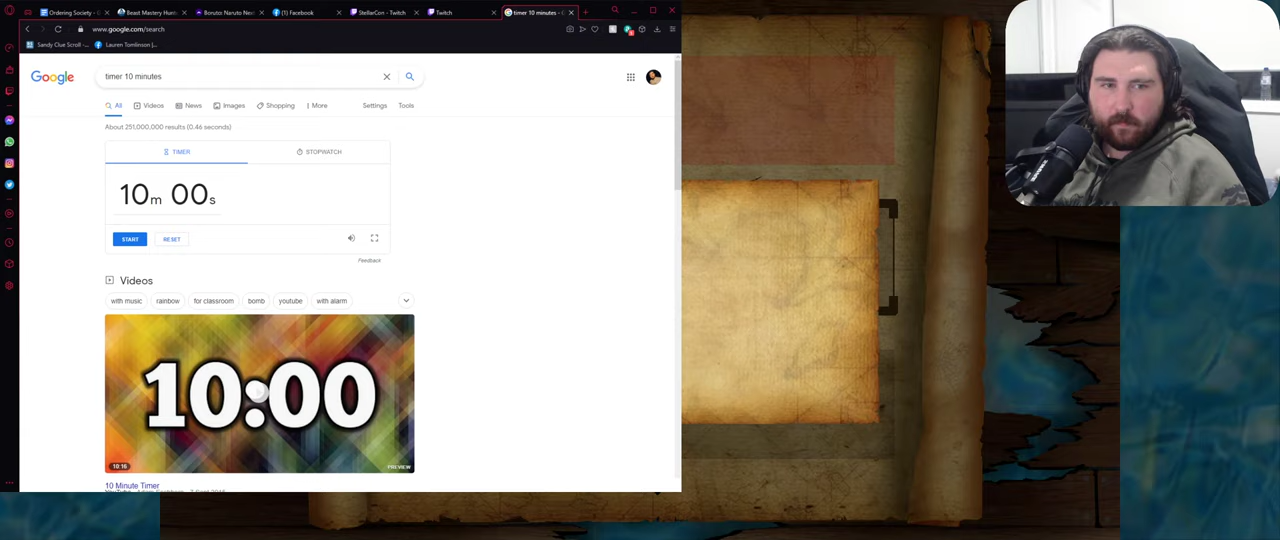 Ordering Society - G
Beast Mastery Hunt
Boruto: Naruto Nex
(1) Facebook
StellarCon - Twitch
Twitch
timer 10 minutes -
www.google.com/search
Sandy Clue Scroll -...
Lauren Tomlinson |...
Google
timer 10 minutes
All
Videos
News
Images
Shopping
More
Settings
Tools
About 251,000,000 results (0.46 seconds)
TIMER
STOPWATCH
10m 00s
START
RESET
Feedback
Videos
with music
rainbow
for classroom
bomb
youtube
with alarm
10:00
10:16
PREVIEW
10 Minute Timer